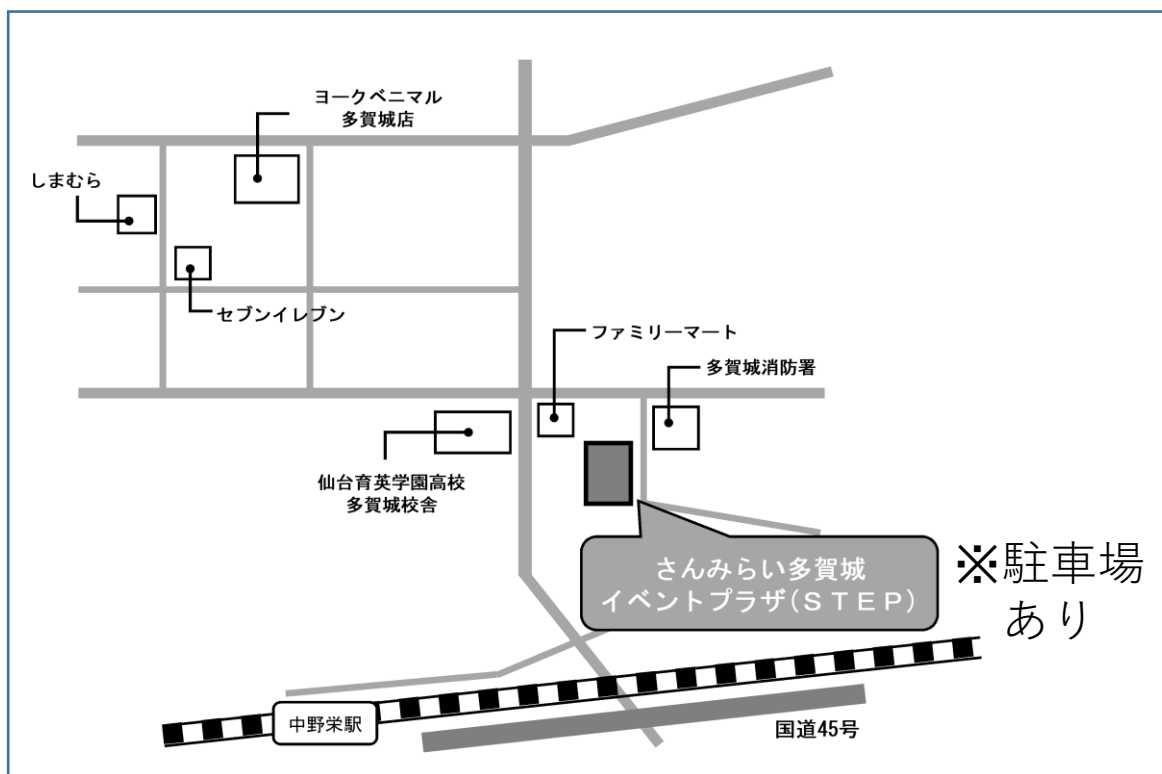 ヨークベニマル
多賀城店
しまむら
セブンイレブン
ファミリーマート
多賀城消防署
仙台育英学園高校
多賀城校舎
さんみらい多賀城
イベントプラザ(STEP)
※駐車場
あり
中野栄駅
国道45号